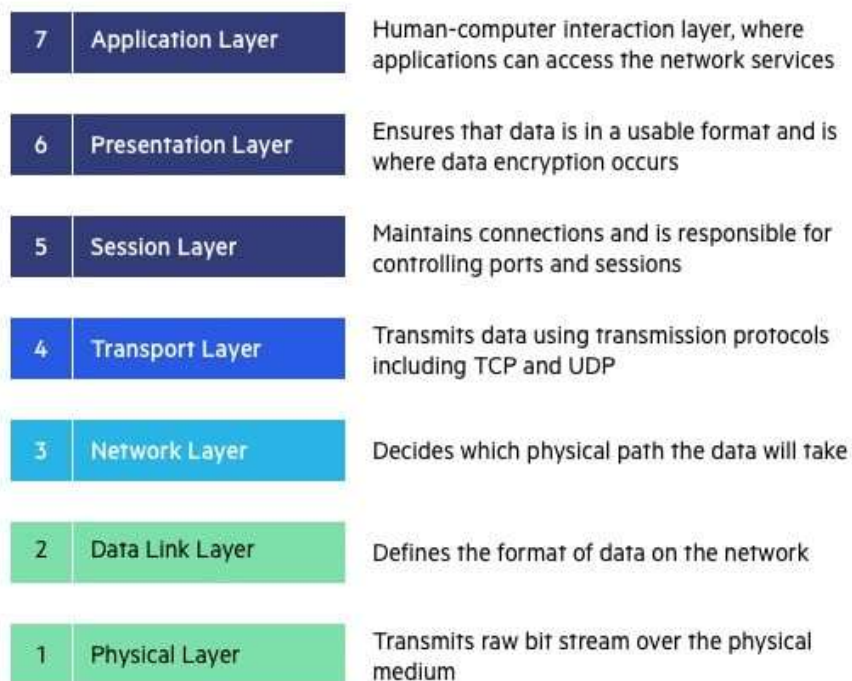 7 Application Layer Human-computer interaction layer, where
applications can access the network services
6 Presentation Layer Ensures that data is in a usable format and is
where data encryption occurs
5 Session Layer Maintains connections and is responsible for
controlling ports and sessions
4 Transport Layer Transmits data using transmission protocols
including TCP and UDP
3 Network Layer Decides which physical path the data will take
2 Data Link Layer Defines the format of data on the network
1 Physical Layer Transmits raw bit stream over the physical
medium